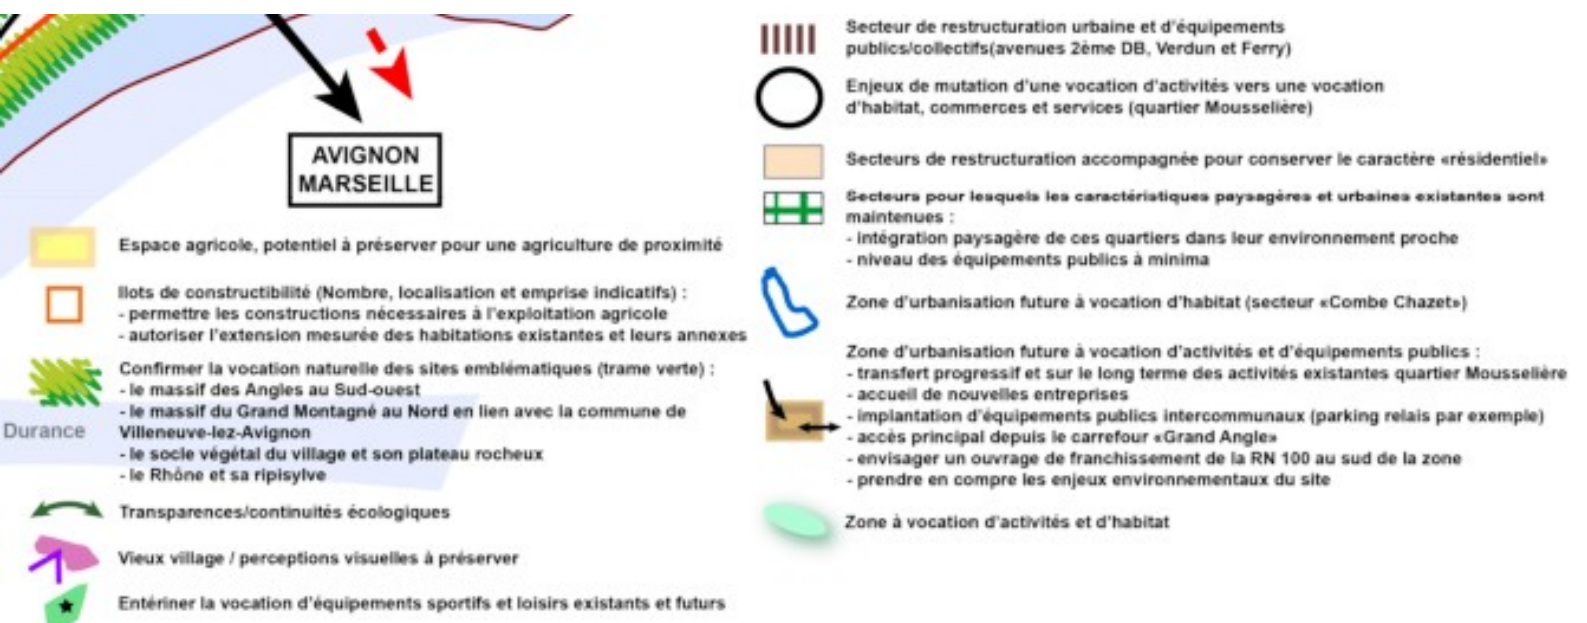 AVIGNON
MARSEILLE
Durance
Espace agricole, potentiel à préserver pour une agriculture de proximité
Ilots de constructibilité (Nombre, localisation et emprise indicatifs) :
- permettre les constructions nécessaires à l'exploitation agricole
- autoriser l'extension mesurée des habitations existantes et leurs annexes
Confirmer la vocation naturelle des sites emblématiques (trame verte) :
- le massif des Angles au Sud-ouest
- le massif du Grand Montagné au Nord en lien avec la commune de
Villeneuve-lez-Avignon
- le socle végétal du village et son plateau rocheux
- le Rhône et sa ripisylve
Transparences/continuités écologiques
Vieux village / perceptions visuelles à préserver
Entériner la vocation d'équipements sportifs et loisirs existants et futurs
Secteur de restructuration urbaine et d'équipements
publics/collectifs(avenues 2ème DB, Verdun et Ferry)
Enjeux de mutation d'une vocation d'activités vers une vocation
d'habitat, commerces et services (quartier Mousselière)
Secteurs de restructuration accompagnée pour conserver le caractère «résidentiel»
Secteurs pour lesquels les caractéristiques paysagères et urbaines existantes sont
maintenues :
- intégration paysagère de ces quartiers dans leur environnement proche
- niveau des équipements publics à minima
Zone d'urbanisation future à vocation d'habitat (secteur «Combe Chazet»)
Zone d'urbanisation future à vocation d'activités et d'équipements publics :
- transfert progressif et sur le long terme des activités existantes quartier Mousselière
- accueil de nouvelles entreprises
- implantation d'équipements publics intercommunaux (parking relais par exemple)
- accès principal depuis le carrefour «Grand Angle»
- envisager un ouvrage de franchissement de la RN 100 au sud de la zone
- prendre en compre les enjeux environnementaux du site
Zone à vocation d'activités et d'habitat